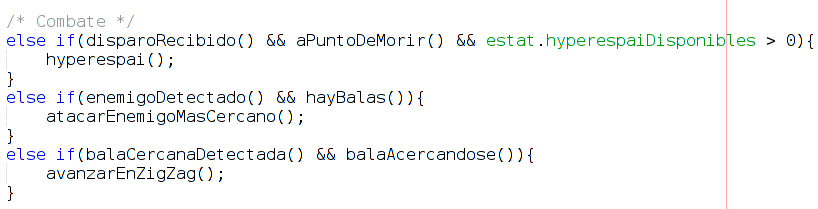 /* Combate */
else if(disparoRecibido() && aPuntoDeMorir() && estat.hyperespaiDisponibles > 0){
    hyperespai();
}
else if(enemigoDetectado() && hayBalas()){
    atacarEnemigoMasCercano();
}
else if(balaCercanaDetectada() && balaAcercandose()){
    avanzarEnZigZag();
}